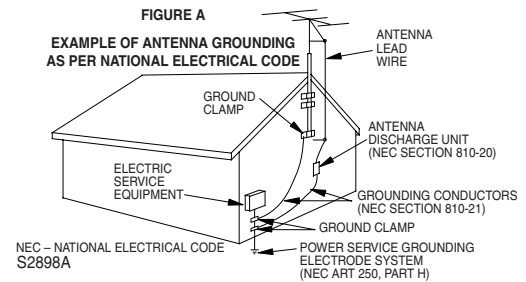 FIGURE A
EXAMPLE OF ANTENNA GROUNDING
AS PER NATIONAL ELECTRICAL CODE
ANTENNA
LEAD
WIRE
GROUND
CLAMP
ANTENNA
DISCHARGE UNIT
(NEC SECTION 810-20)
ELECTRIC
SERVICE
EQUIPMENT
GROUNDING CONDUCTORS
(NEC SECTION 810-21)
GROUND CLAMP
POWER SERVICE GROUNDING
ELECTRODE SYSTEM
(NEC ART 250, PART H)
NEC – NATIONAL ELECTRICAL CODE
S2898A